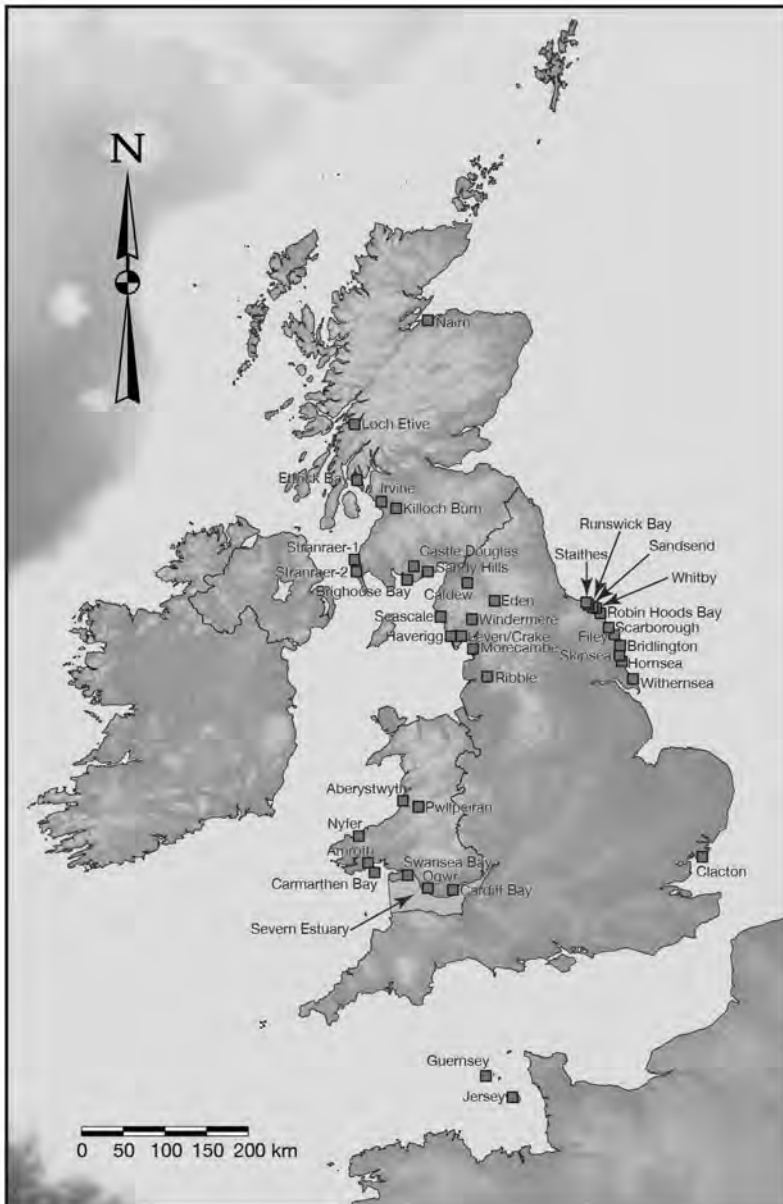 N
Nairn
Loch Etive
Ettrick Bay
Irvine
Killoch Burn
Runswick Bay
Staithes
Sandsend
Whitby
Stranraer-1
Castle Douglas
Stranraer-2
Sandy Hills
Brighouse Bay
Caldew
Eden
Robin Hoods Bay
Seascale
Windermere
Scarborough
Haverigg
Leven/Crake
Filey
Morecambe
Bridlington
Skipsea
Hornsea
Ribble
Withernsea
Aberystwyth
Pwllpeiran
Nyfer
Amroth
Swansea Bay
Clacton
Carmarthen Bay
Ogwr
Cardiff Bay
Severn Estuary
Guernsey
Jersey
0 50 100 150 200 km